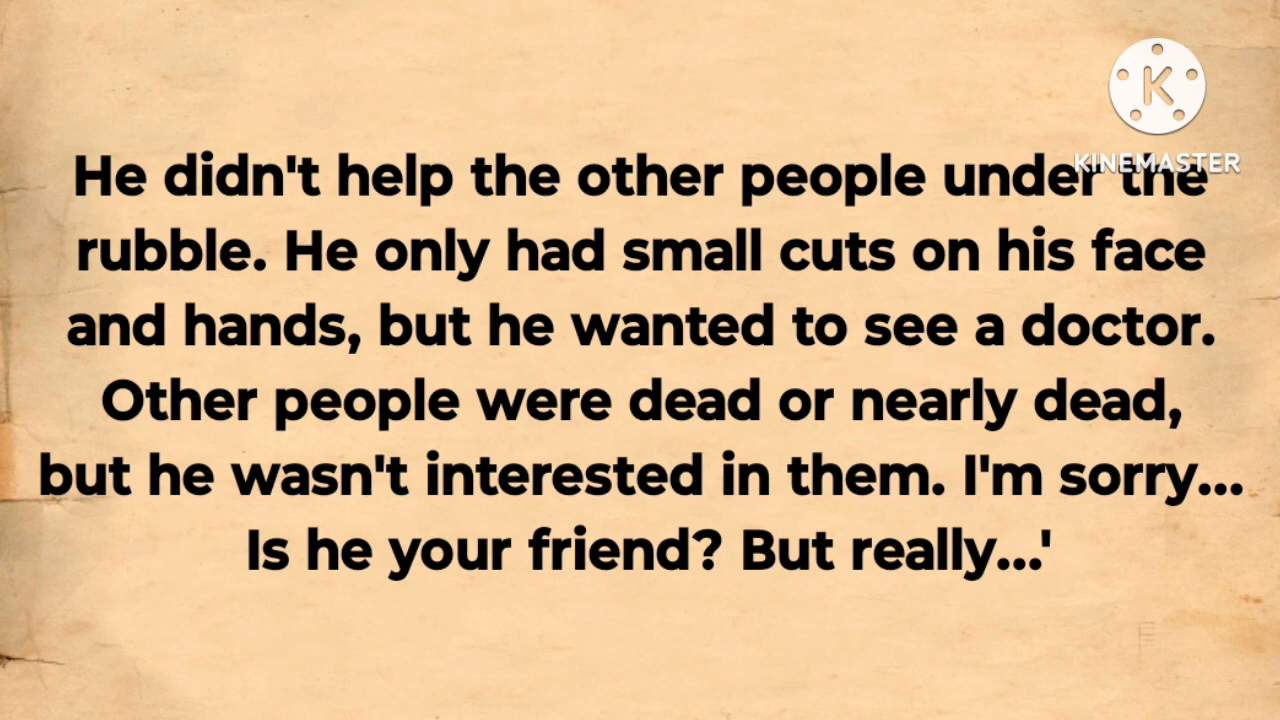 KINEMASTER
He didn't help the other people under the
rubble. He only had small cuts on his face
and hands, but he wanted to see a doctor.
Other people were dead or nearly dead,
but he wasn't interested in them. I'm sorry...
Is he your friend? But really...'